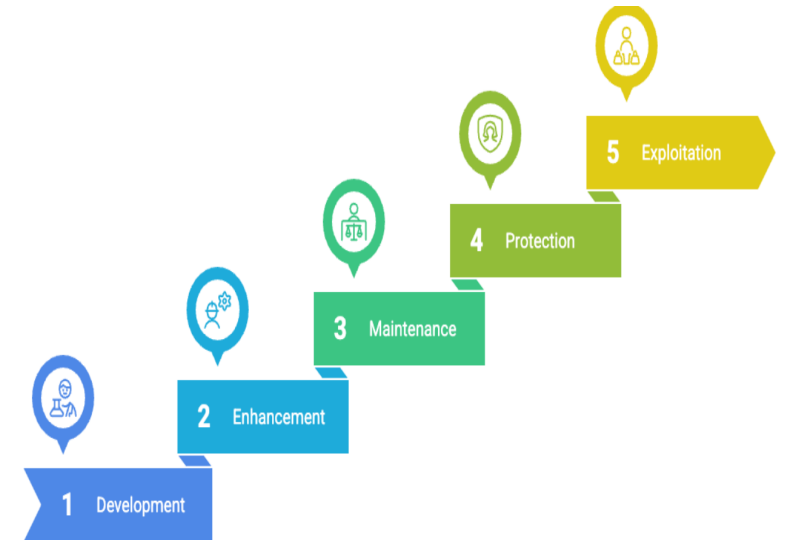 5 Exploitation
4 Protection
3 Maintenance
2 Enhancement
1 Development